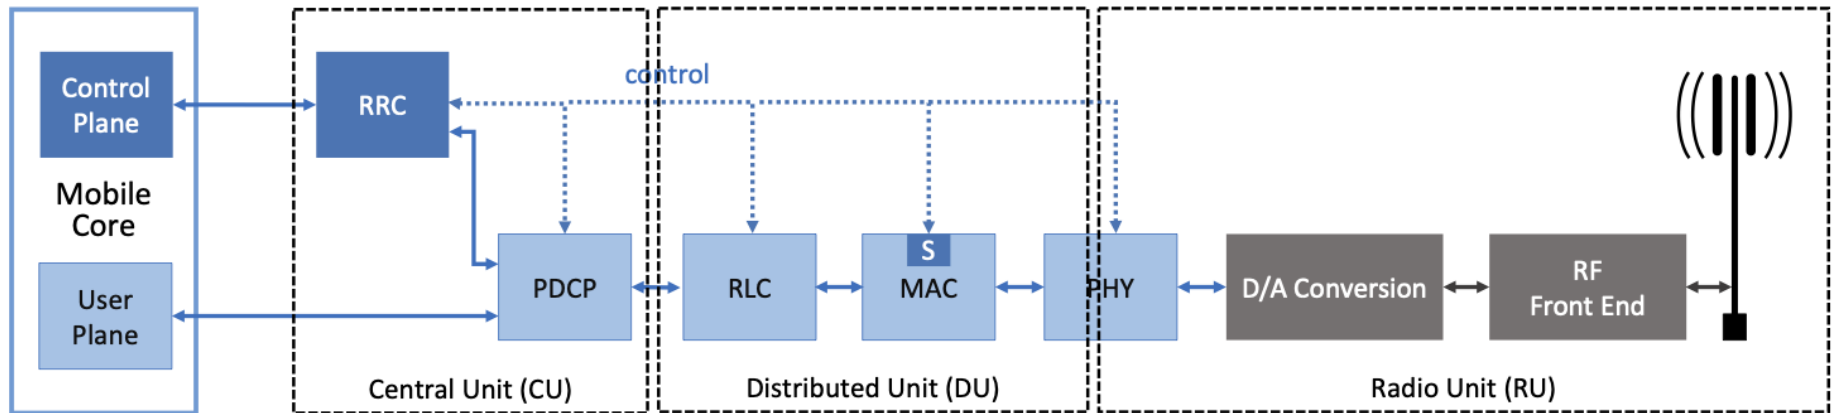 Control
Plane
Mobile
Core
User
Plane
RRC
control
PDCP
Central Unit (CU)
RLC
S
MAC
Distributed Unit (DU)
PHY
D/A Conversion
RF
Front End
Radio Unit (RU)